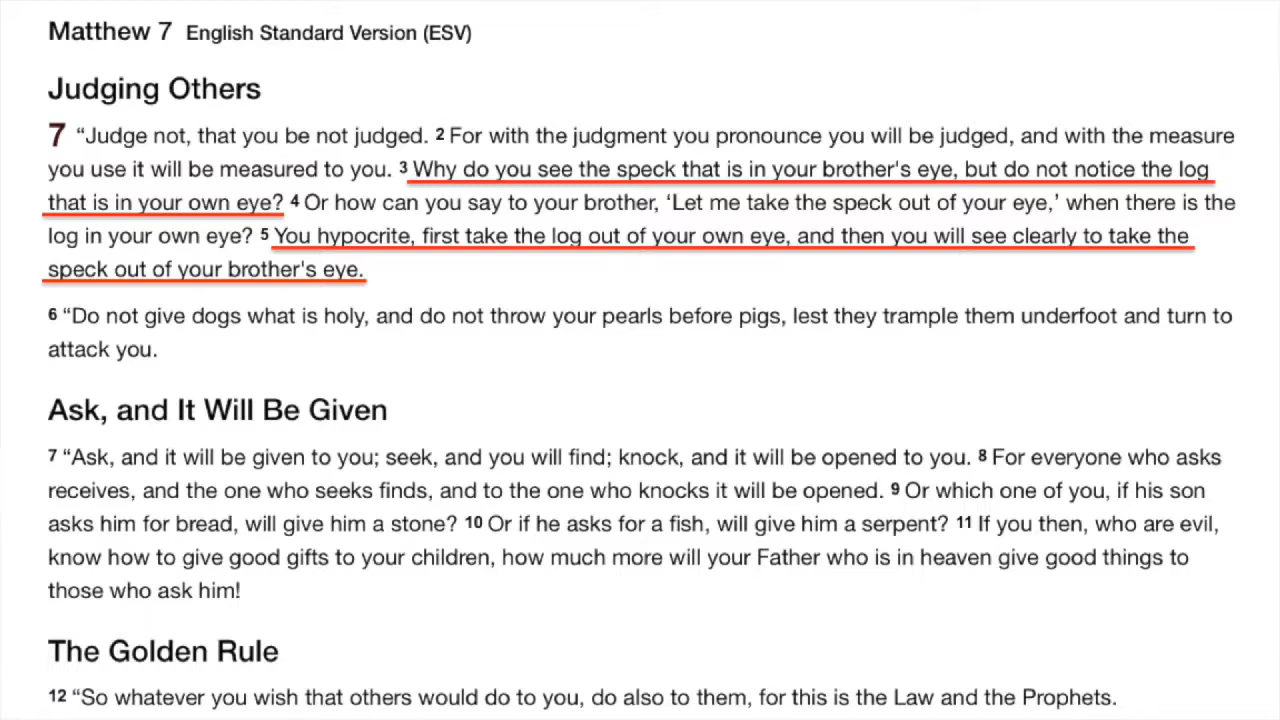 Matthew 7 English Standard Version (ESV)
Judging Others
7 “Judge not, that you be not judged. 2 For with the judgment you pronounce you will be judged, and with the measure
you use it will be measured to you. 3 Why do you see the speck that is in your brother's eye, but do not notice the log
that is in your own eye? 4 Or how can you say to your brother, ‘Let me take the speck out of your eye,’ when there is the
log in your own eye? 5 You hypocrite, first take the log out of your own eye, and then you will see clearly to take the
speck out of your brother's eye.
6 “Do not give dogs what is holy, and do not throw your pearls before pigs, lest they trample them underfoot and turn to
attack you.
Ask, and It Will Be Given
7 “Ask, and it will be given to you; seek, and you will find; knock, and it will be opened to you. 8 For everyone who asks
receives, and the one who seeks finds, and to the one who knocks it will be opened. 9 Or which one of you, if his son
asks him for bread, will give him a stone? 10 Or if he asks for a fish, will give him a serpent? 11 If you then, who are evil,
know how to give good gifts to your children, how much more will your Father who is in heaven give good things to
those who ask him!
The Golden Rule
12 “So whatever you wish that others would do to you, do also to them, for this is the Law and the Prophets.